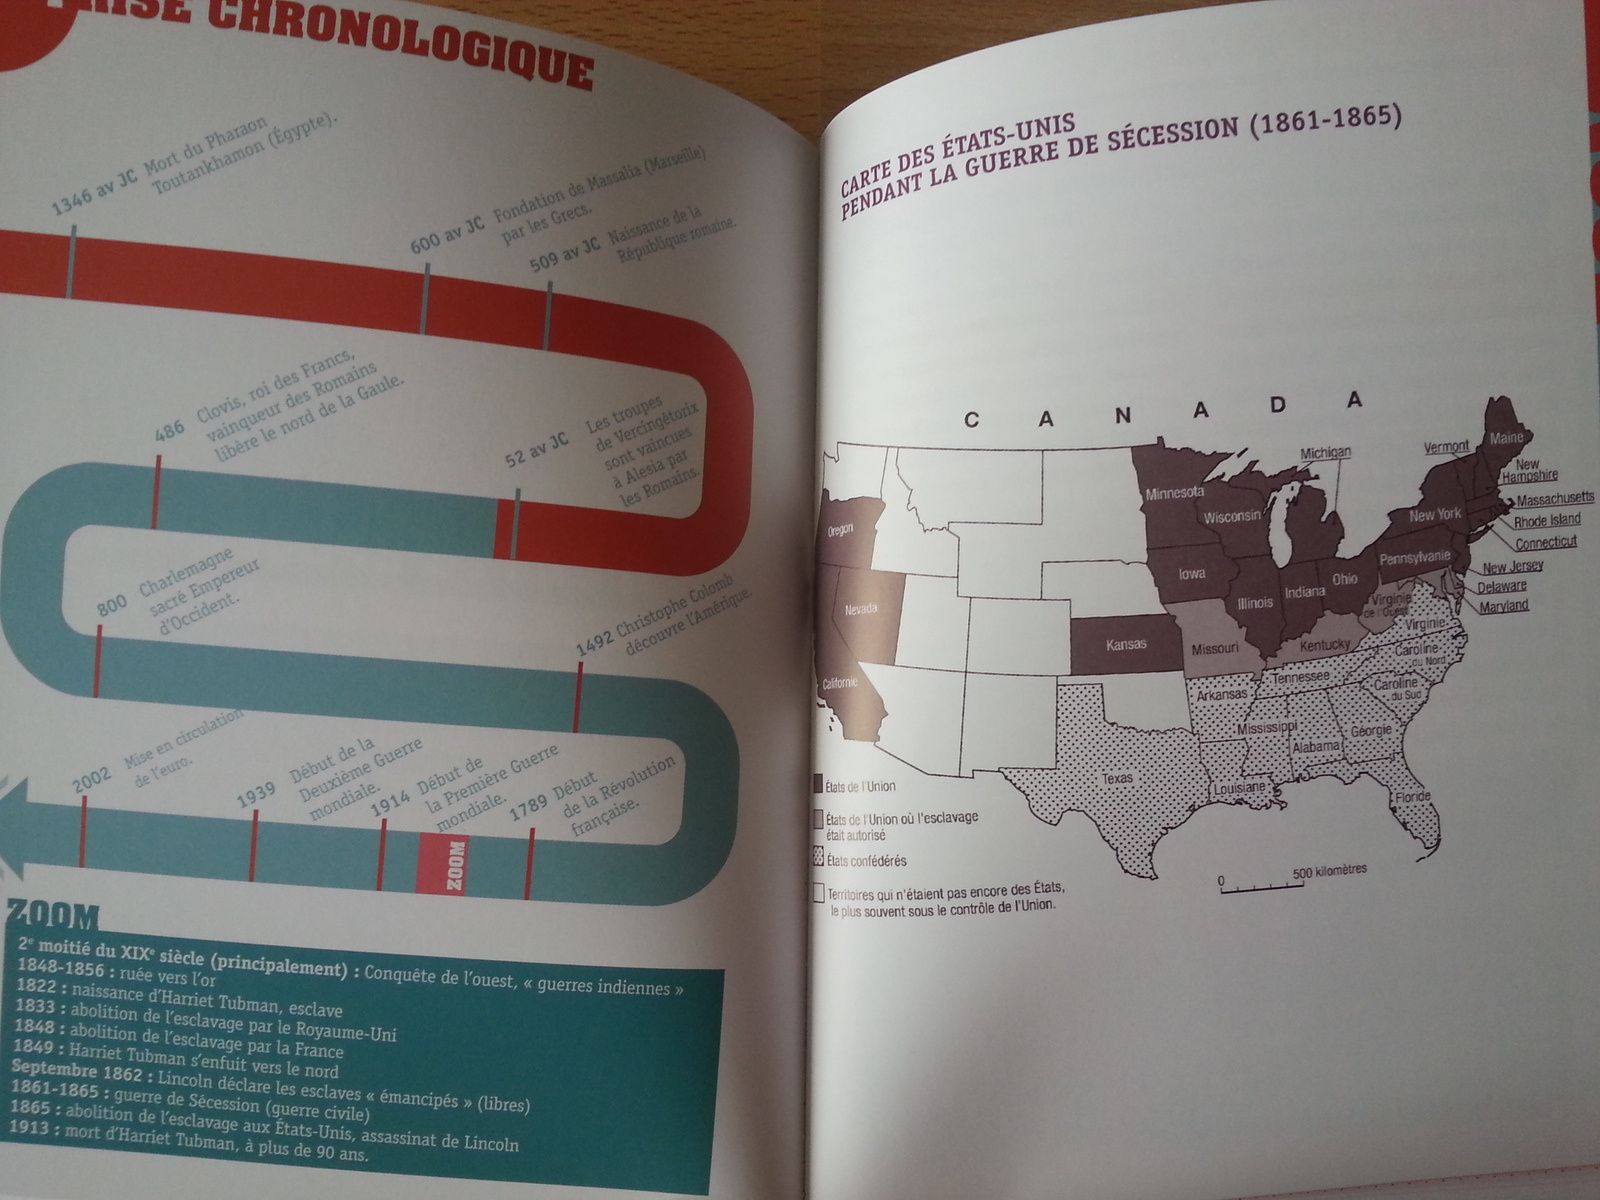 FRISE CHRONOLOGIQUE
1346 av JC Mort du Pharaon
Toutankhamon (Égypte).
600 av JC Fondation de Massalia (Marseille)
par les Grecs.
509 av JC Naissance de la
République romaine.
486 Clovis, roi des Francs,
vainqueur des Romains
libère le nord de la Gaule.
52 av JC Les troupes
de Vercingétorix
sont vaincues
à Alesia par
les Romains.
800 Charlemagne
sacré Empereur
d'Occident.
1492 Christophe Colomb
découvre l'Amérique.
2002 Mise en circulation
de l'euro.
1939 Début de la
Deuxième Guerre
mondiale.
1914 Début de
la Première Guerre
mondiale.
1789 Début
de la Révolution
française.
ZOOM
ZOOM
2e moitié du XIXe siècle (principalement) : Conquête de l'ouest, « guerres indiennes »
1848-1856 : ruée vers l'or
1822 : naissance d'Harriet Tubman, esclave
1833 : abolition de l'esclavage par le Royaume-Uni
1848 : abolition de l'esclavage par la France
1849 : Harriet Tubman s'enfuit vers le nord
Septembre 1862 : Lincoln déclare les esclaves « émancipés » (libres)
1861-1865 : guerre de Sécession (guerre civile)
1865 : abolition de l'esclavage aux États-Unis, assassinat de Lincoln
1913 : mort d'Harriet Tubman, à plus de 90 ans.
CARTE DES ÉTATS-UNIS
PENDANT LA GUERRE DE SÉCESSION (1861-1865)
CANADA
Oregon
Nevada
Californie
Minnesota
Wisconsin
Michigan
Iowa
Illinois
Indiana
Ohio
Kansas
Missouri
Kentucky
Vermont
Maine
New
Hampshire
Massachusetts
New York
Rhode Island
Connecticut
Pennsylvanie
New Jersey
Delaware
Maryland
Virginie
de l'Ouest
Virginie
Caroline
du Nord
Tennessee
Caroline
du Sud
Arkansas
Mississippi
Alabama
Géorgie
Texas
Louisiane
Floride
États de l'Union
États de l'Union où l'esclavage
était autorisé
États confédérés
Territoires qui n'étaient pas encore des États,
le plus souvent sous le contrôle de l'Union.
0 500 kilomètres